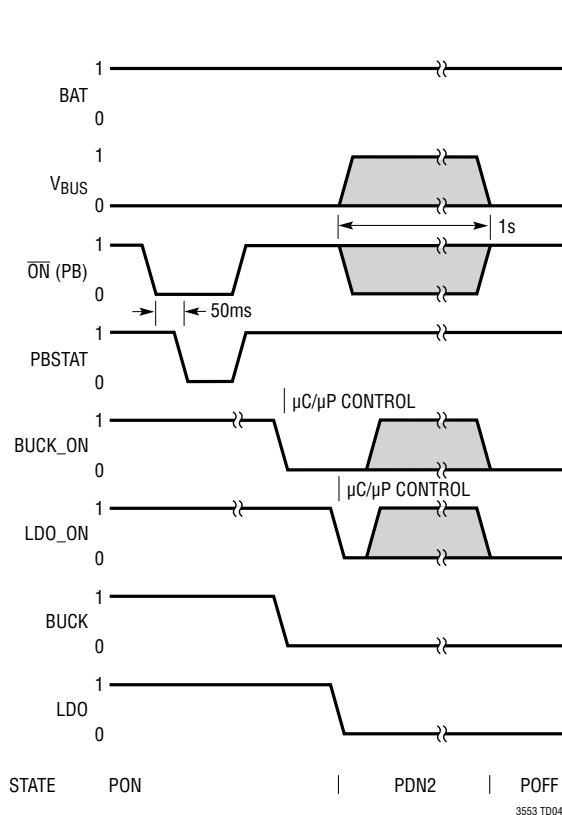 1
BAT
0
1
VBUS
0
1s
1
ON (PB)
0
50ms
1
PBSTAT
0
µC/µP CONTROL
1
BUCK_ON
0
µC/µP CONTROL
1
LDO_ON
0
1
BUCK
0
1
LDO
0
STATE PON PDN2 POFF
3553 TD04